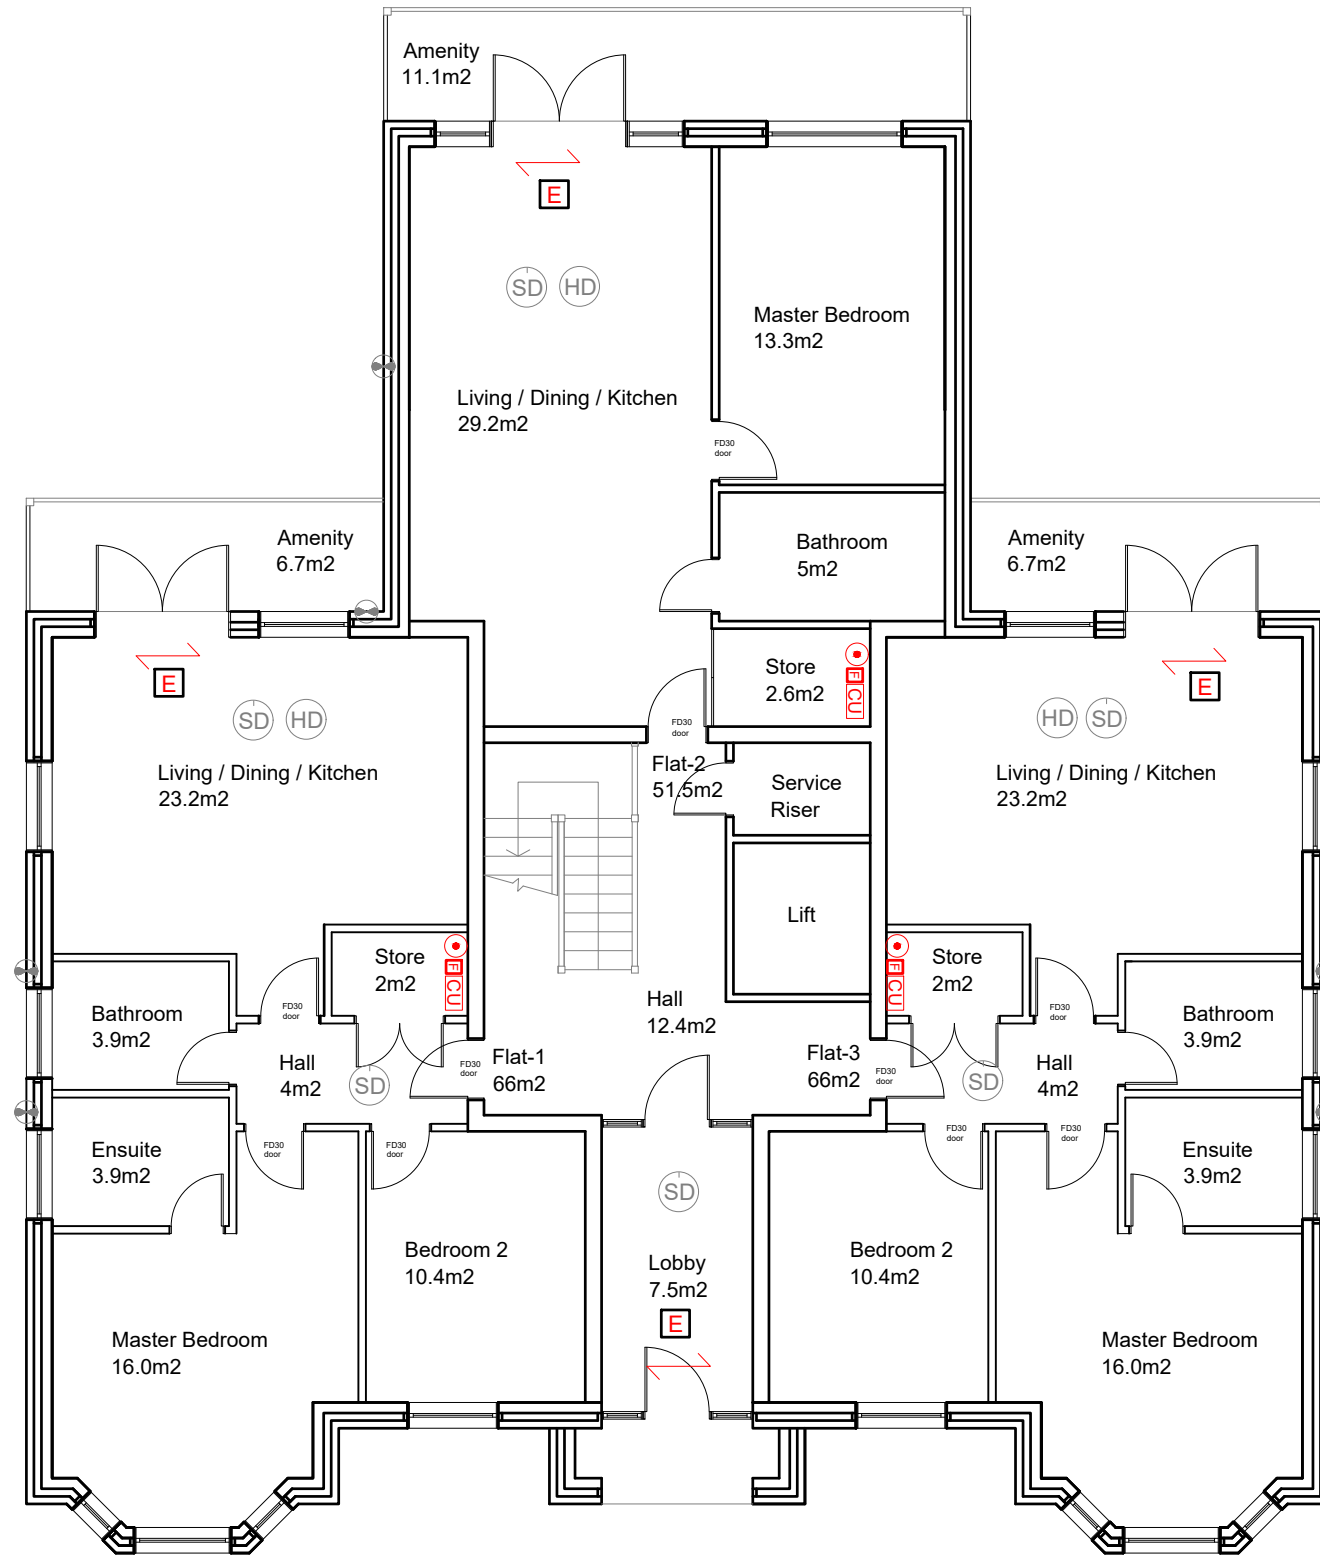 Amenity
11.1m2
E
SD
HD
Master Bedroom
13.3m2
Living / Dining / Kitchen
29.2m2
FD30
door
Amenity
6.7m2
Bathroom
5m2
Amenity
6.7m2
E
Store
2.6m2
F
CU
E
SD
HD
FD30
door
HD
SD
Living / Dining / Kitchen
23.2m2
Flat-2
51.5m2
Service
Riser
Living / Dining / Kitchen
23.2m2
Lift
Store
2m2
F
CU
F
CU
Store
2m2
Bathroom
3.9m2
FD30
door
Hall
12.4m2
FD30
door
Bathroom
3.9m2
Hall
4m2
SD
FD30
door
Flat-1
66m2
Flat-3
66m2
FD30
door
SD
Hall
4m2
Ensuite
3.9m2
FD30
door
FD30
door
SD
FD30
door
FD30
door
Ensuite
3.9m2
Bedroom 2
10.4m2
Lobby
7.5m2
E
Bedroom 2
10.4m2
Master Bedroom
16.0m2
Master Bedroom
16.0m2